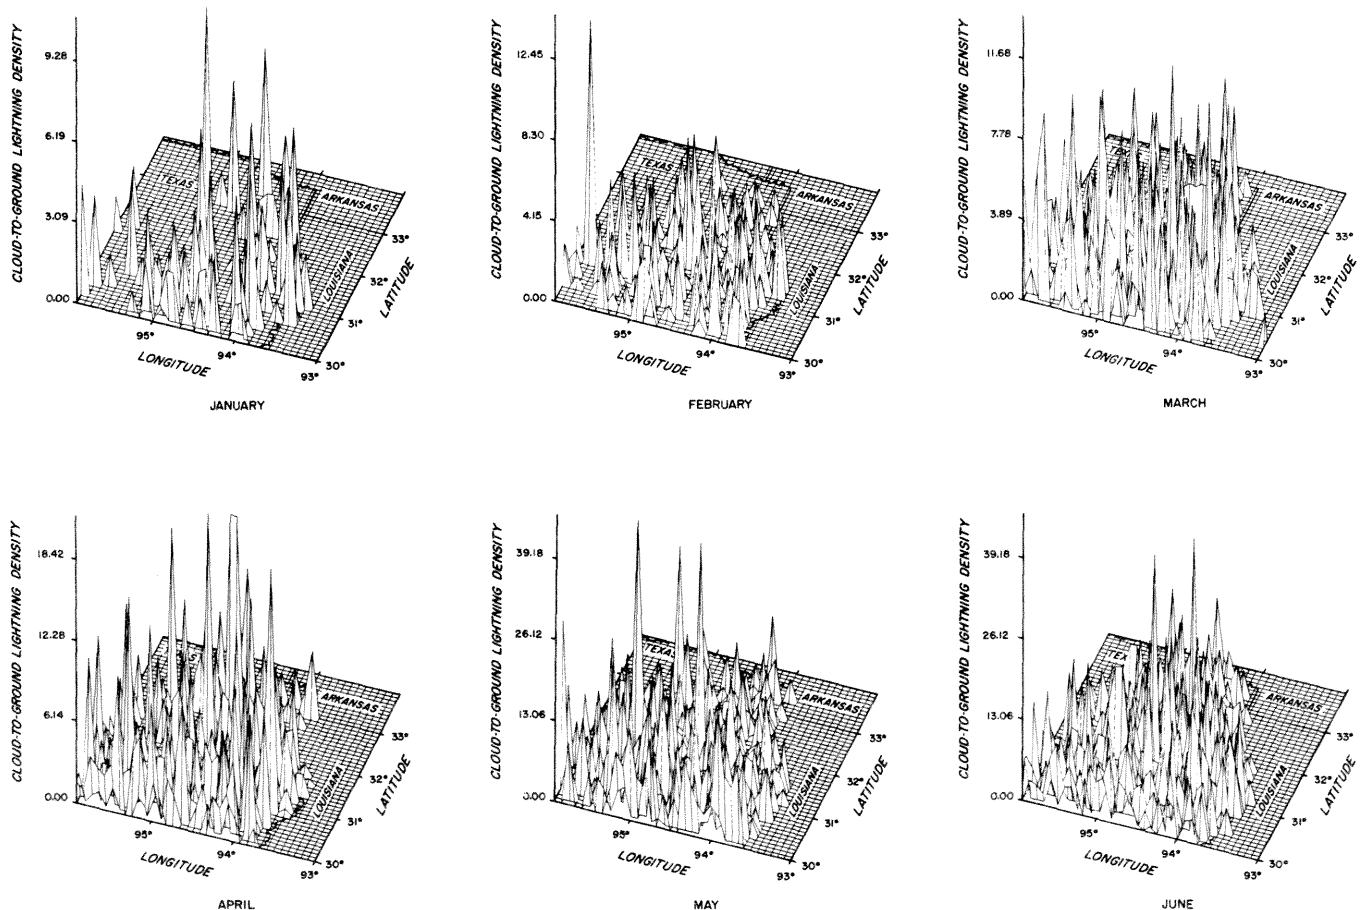 CLOUD-TO-GROUND LIGHTNING DENSITY
9.28
6.19
3.09
0.00
TEXAS
ARKANSAS
LOUISIANA
33°
32°
31°
30°
LATITUDE
95°
94°
93°
LONGITUDE
JANUARY
CLOUD-TO-GROUND LIGHTNING DENSITY
12.45
8.30
4.15
0.00
TEXAS
ARKANSAS
LOUISIANA
33°
32°
31°
30°
LATITUDE
95°
94°
93°
LONGITUDE
FEBRUARY
CLOUD-TO-GROUND LIGHTNING DENSITY
11.68
7.78
3.89
0.00
ARKANSAS
LOUISIANA
33°
32°
31°
30°
LATITUDE
95°
94°
93°
LONGITUDE
MARCH
CLOUD-TO-GROUND LIGHTNING DENSITY
18.42
12.28
6.14
0.00
ARKANSAS
LOUISIANA
33°
32°
31°
30°
LATITUDE
95°
94°
93°
LONGITUDE
APRIL
CLOUD-TO-GROUND LIGHTNING DENSITY
39.18
26.12
13.06
0.00
TEXAS
ARKANSAS
LOUISIANA
33°
32°
31°
30°
LATITUDE
95°
94°
93°
LONGITUDE
MAY
CLOUD-TO-GROUND LIGHTNING DENSITY
39.18
26.12
13.06
0.00
ARKANSAS
LOUISIANA
33°
32°
31°
30°
LATITUDE
95°
94°
93°
LONGITUDE
JUNE